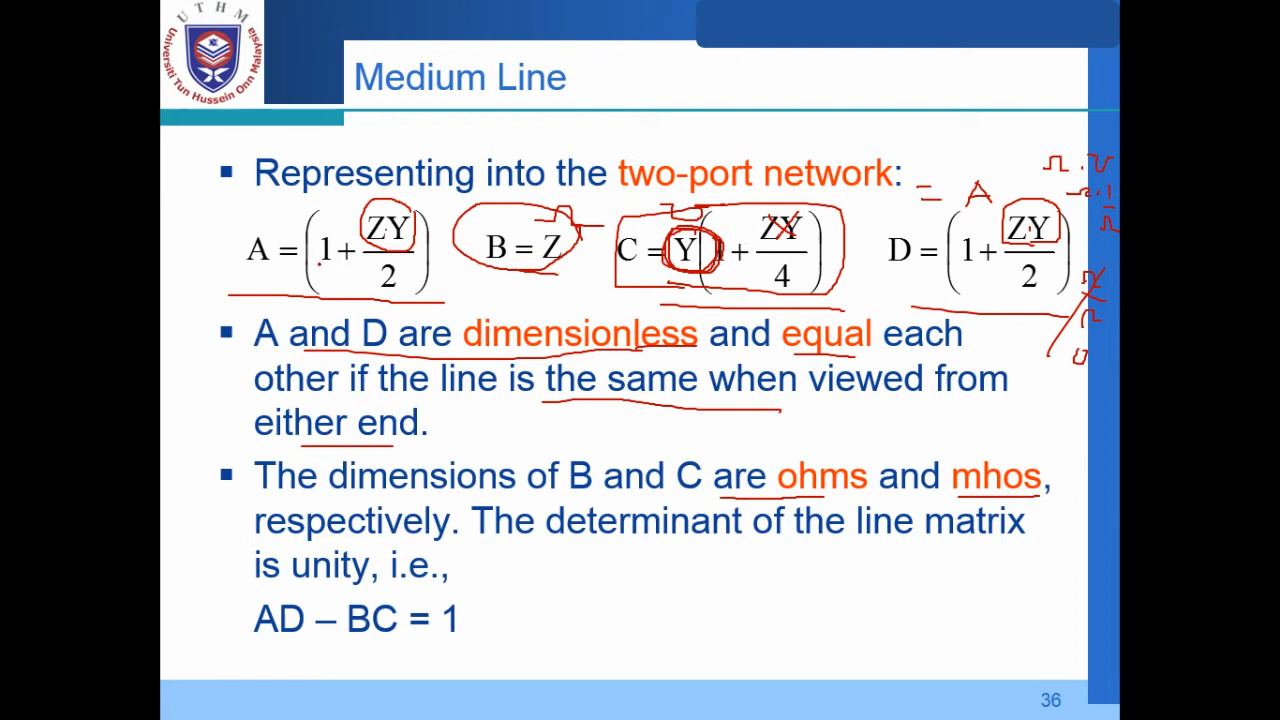 UTHM
Universiti Tun Hussein Onn Malaysia
Medium Line
▪ Representing into the two-port network:
= A
A = (1 + ZY/2) B = Z C = Y(1 + ZY/4) D = (1 + ZY/2)
▪ A and D are dimensionless and equal each
other if the line is the same when viewed from
either end.
▪ The dimensions of B and C are ohms and mhos,
respectively. The determinant of the line matrix
is unity, i.e.,
AD – BC = 1
36